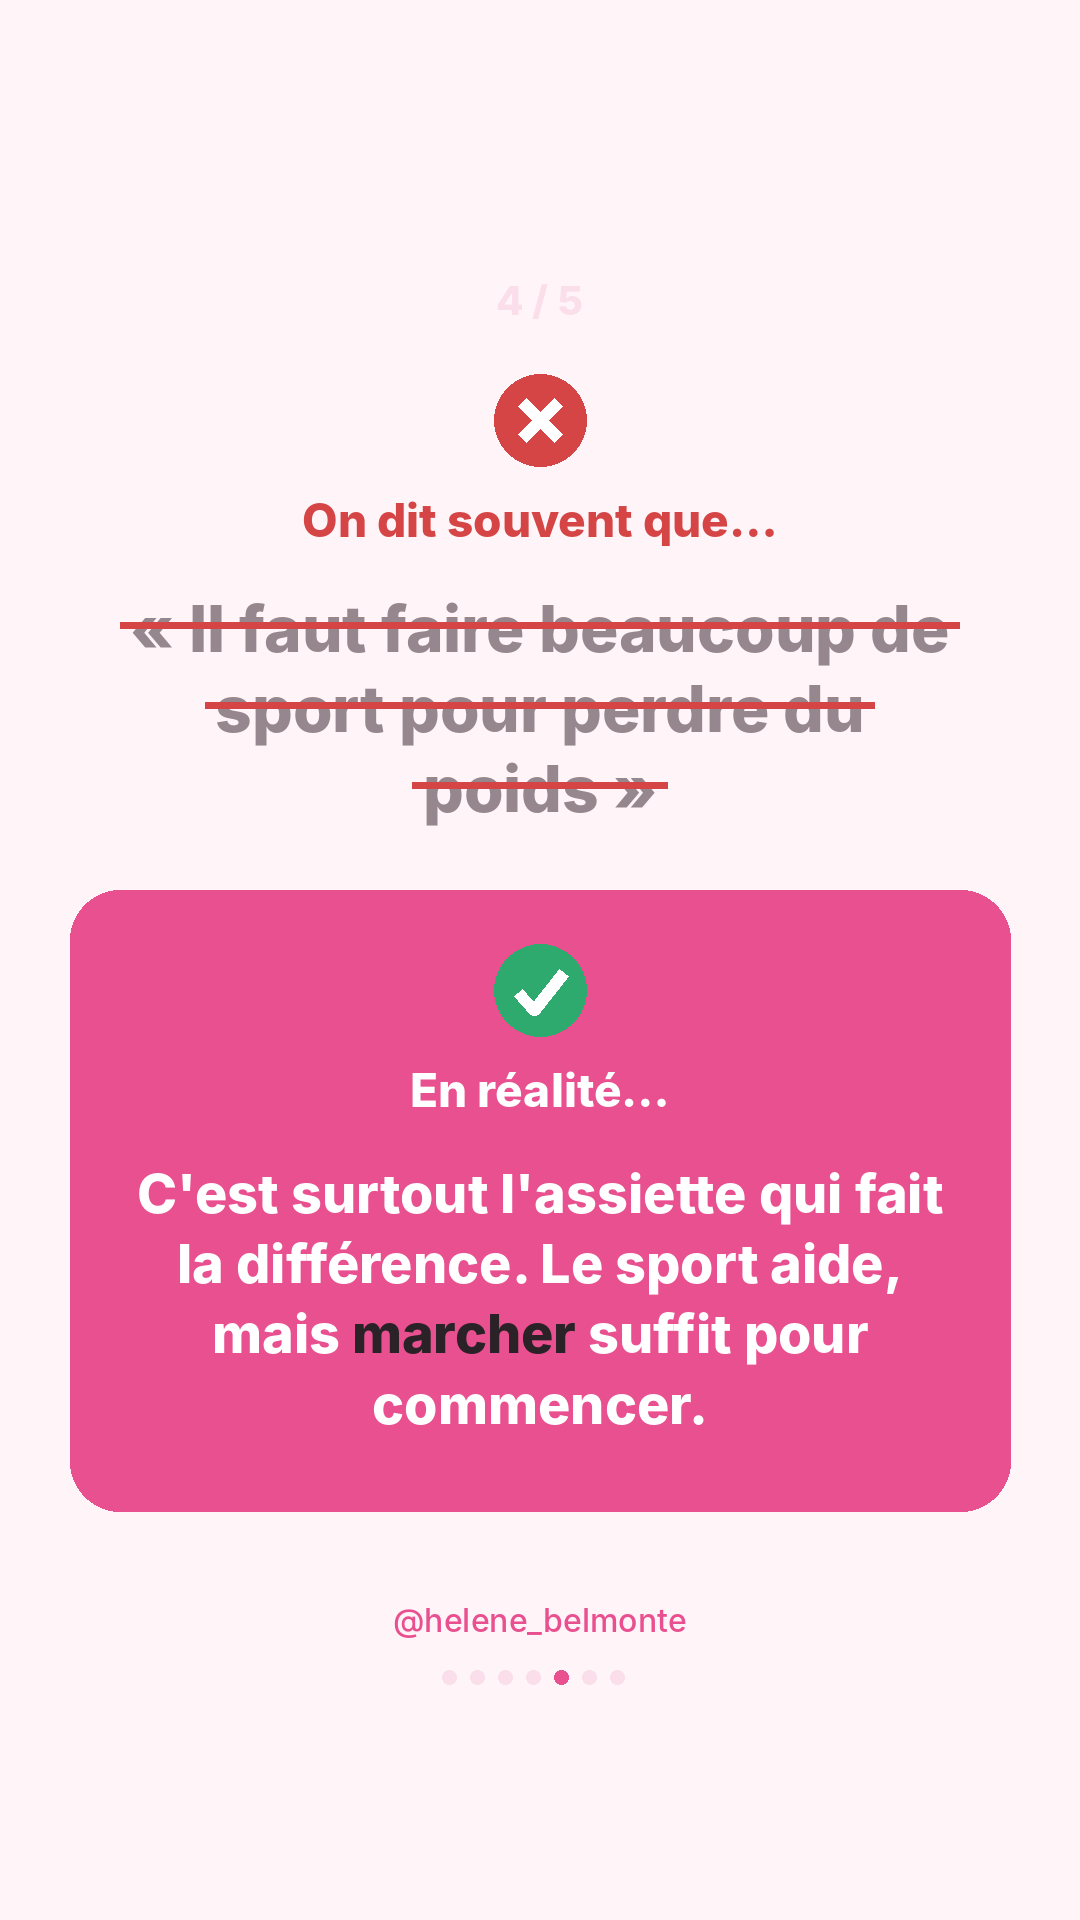 4 / 5
On dit souvent que...
« Il faut faire beaucoup de
sport pour perdre du
poids »
En réalité...
C'est surtout l'assiette qui fait
la différence. Le sport aide,
mais marcher suffit pour
commencer.
@helene_belmonte